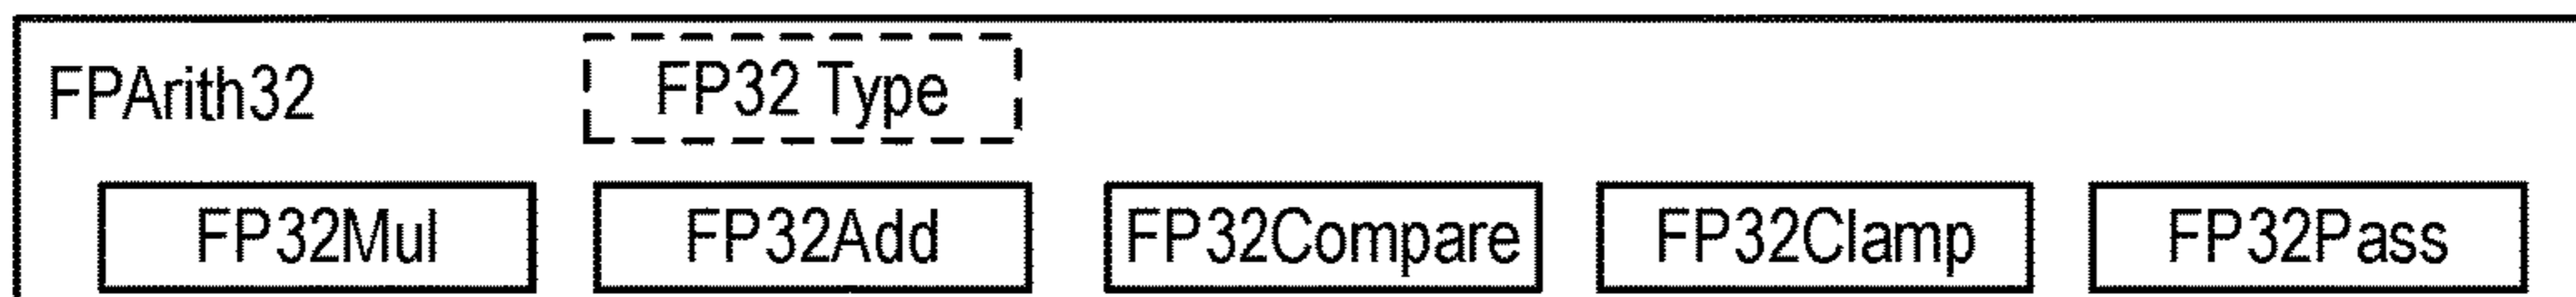 FPArith32 FP32 Type
FP32Mul FP32Add FP32Compare FP32Clamp FP32Pass